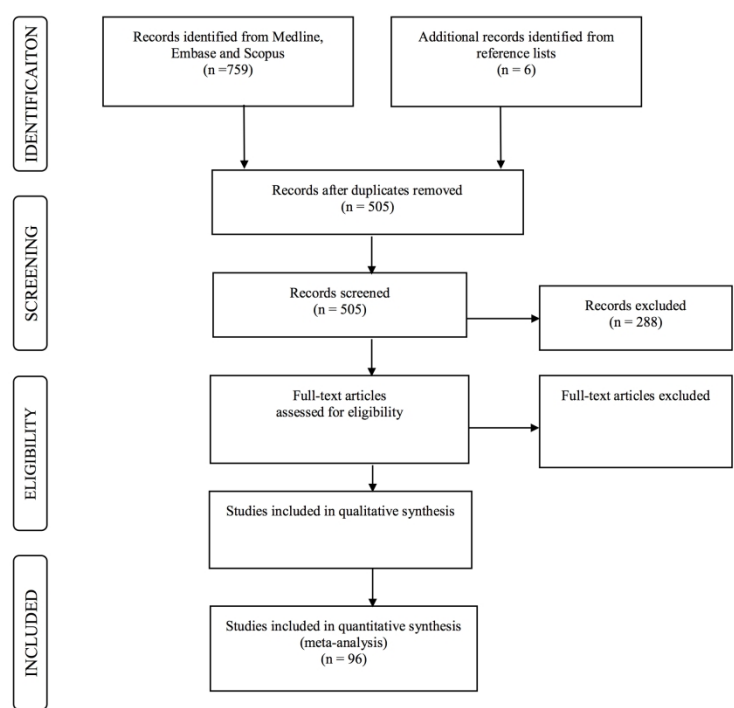 IDENTIFICAITON
Records identified from Medline,
Embase and Scopus
(n =759)
Additional records identified from
reference lists
(n = 6)
Records after duplicates removed
(n = 505)
SCREENING
Records screened
(n = 505)
Records excluded
(n = 288)
ELIGIBILITY
Full-text articles
assessed for eligibility
Full-text articles excluded
Studies included in qualitative synthesis
INCLUDED
Studies included in quantitative synthesis
(meta-analysis)
(n = 96)